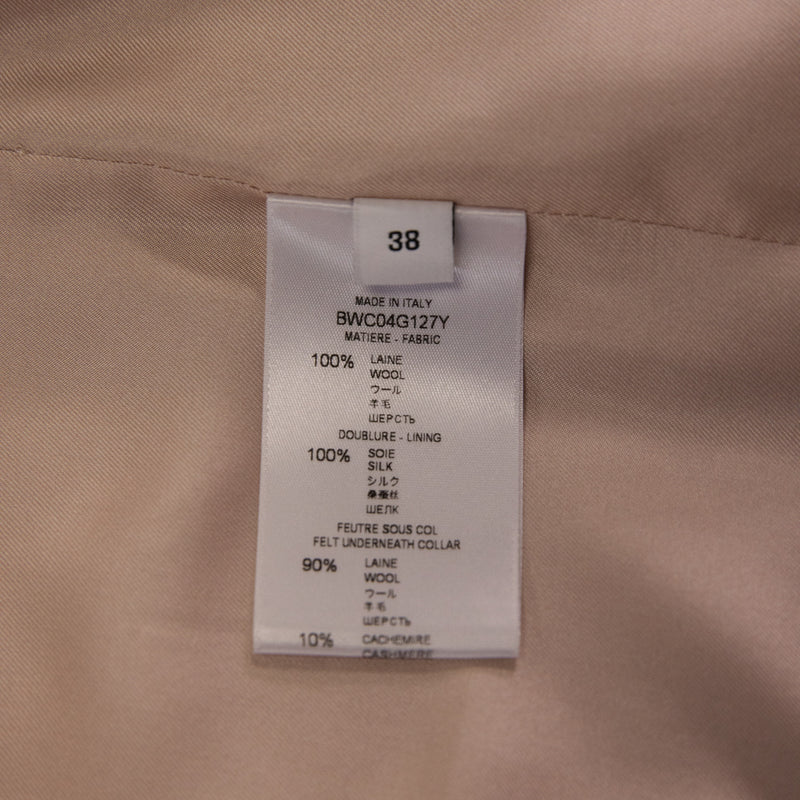 38
MADE IN ITALY
BWC04G127Y
MATIERE - FABRIC
100% LAINE
WOOL
ウール
羊毛
ШЕРСТЬ
DOUBLURE - LINING
100% SOIE
SILK
シルク
桑蚕丝
ШЕЛК
FEUTRE SOUS COL
FELT UNDERNEATH COLLAR
90% LAINE
WOOL
ウール
羊毛
ШЕРСТЬ
10% CACHEMIRE
CASHMERE